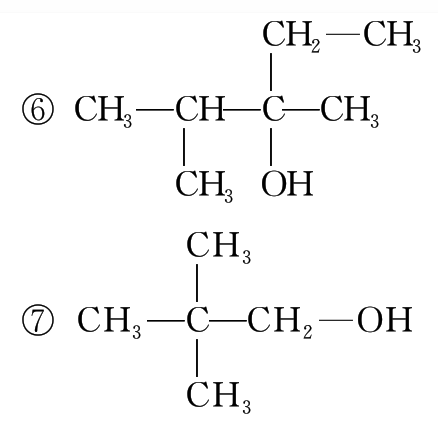 CH₂—CH₃
⑥ CH₃—CH—C—CH₃
CH₃ OH
CH₃
⑦ CH₃—C—CH₂—OH
CH₃